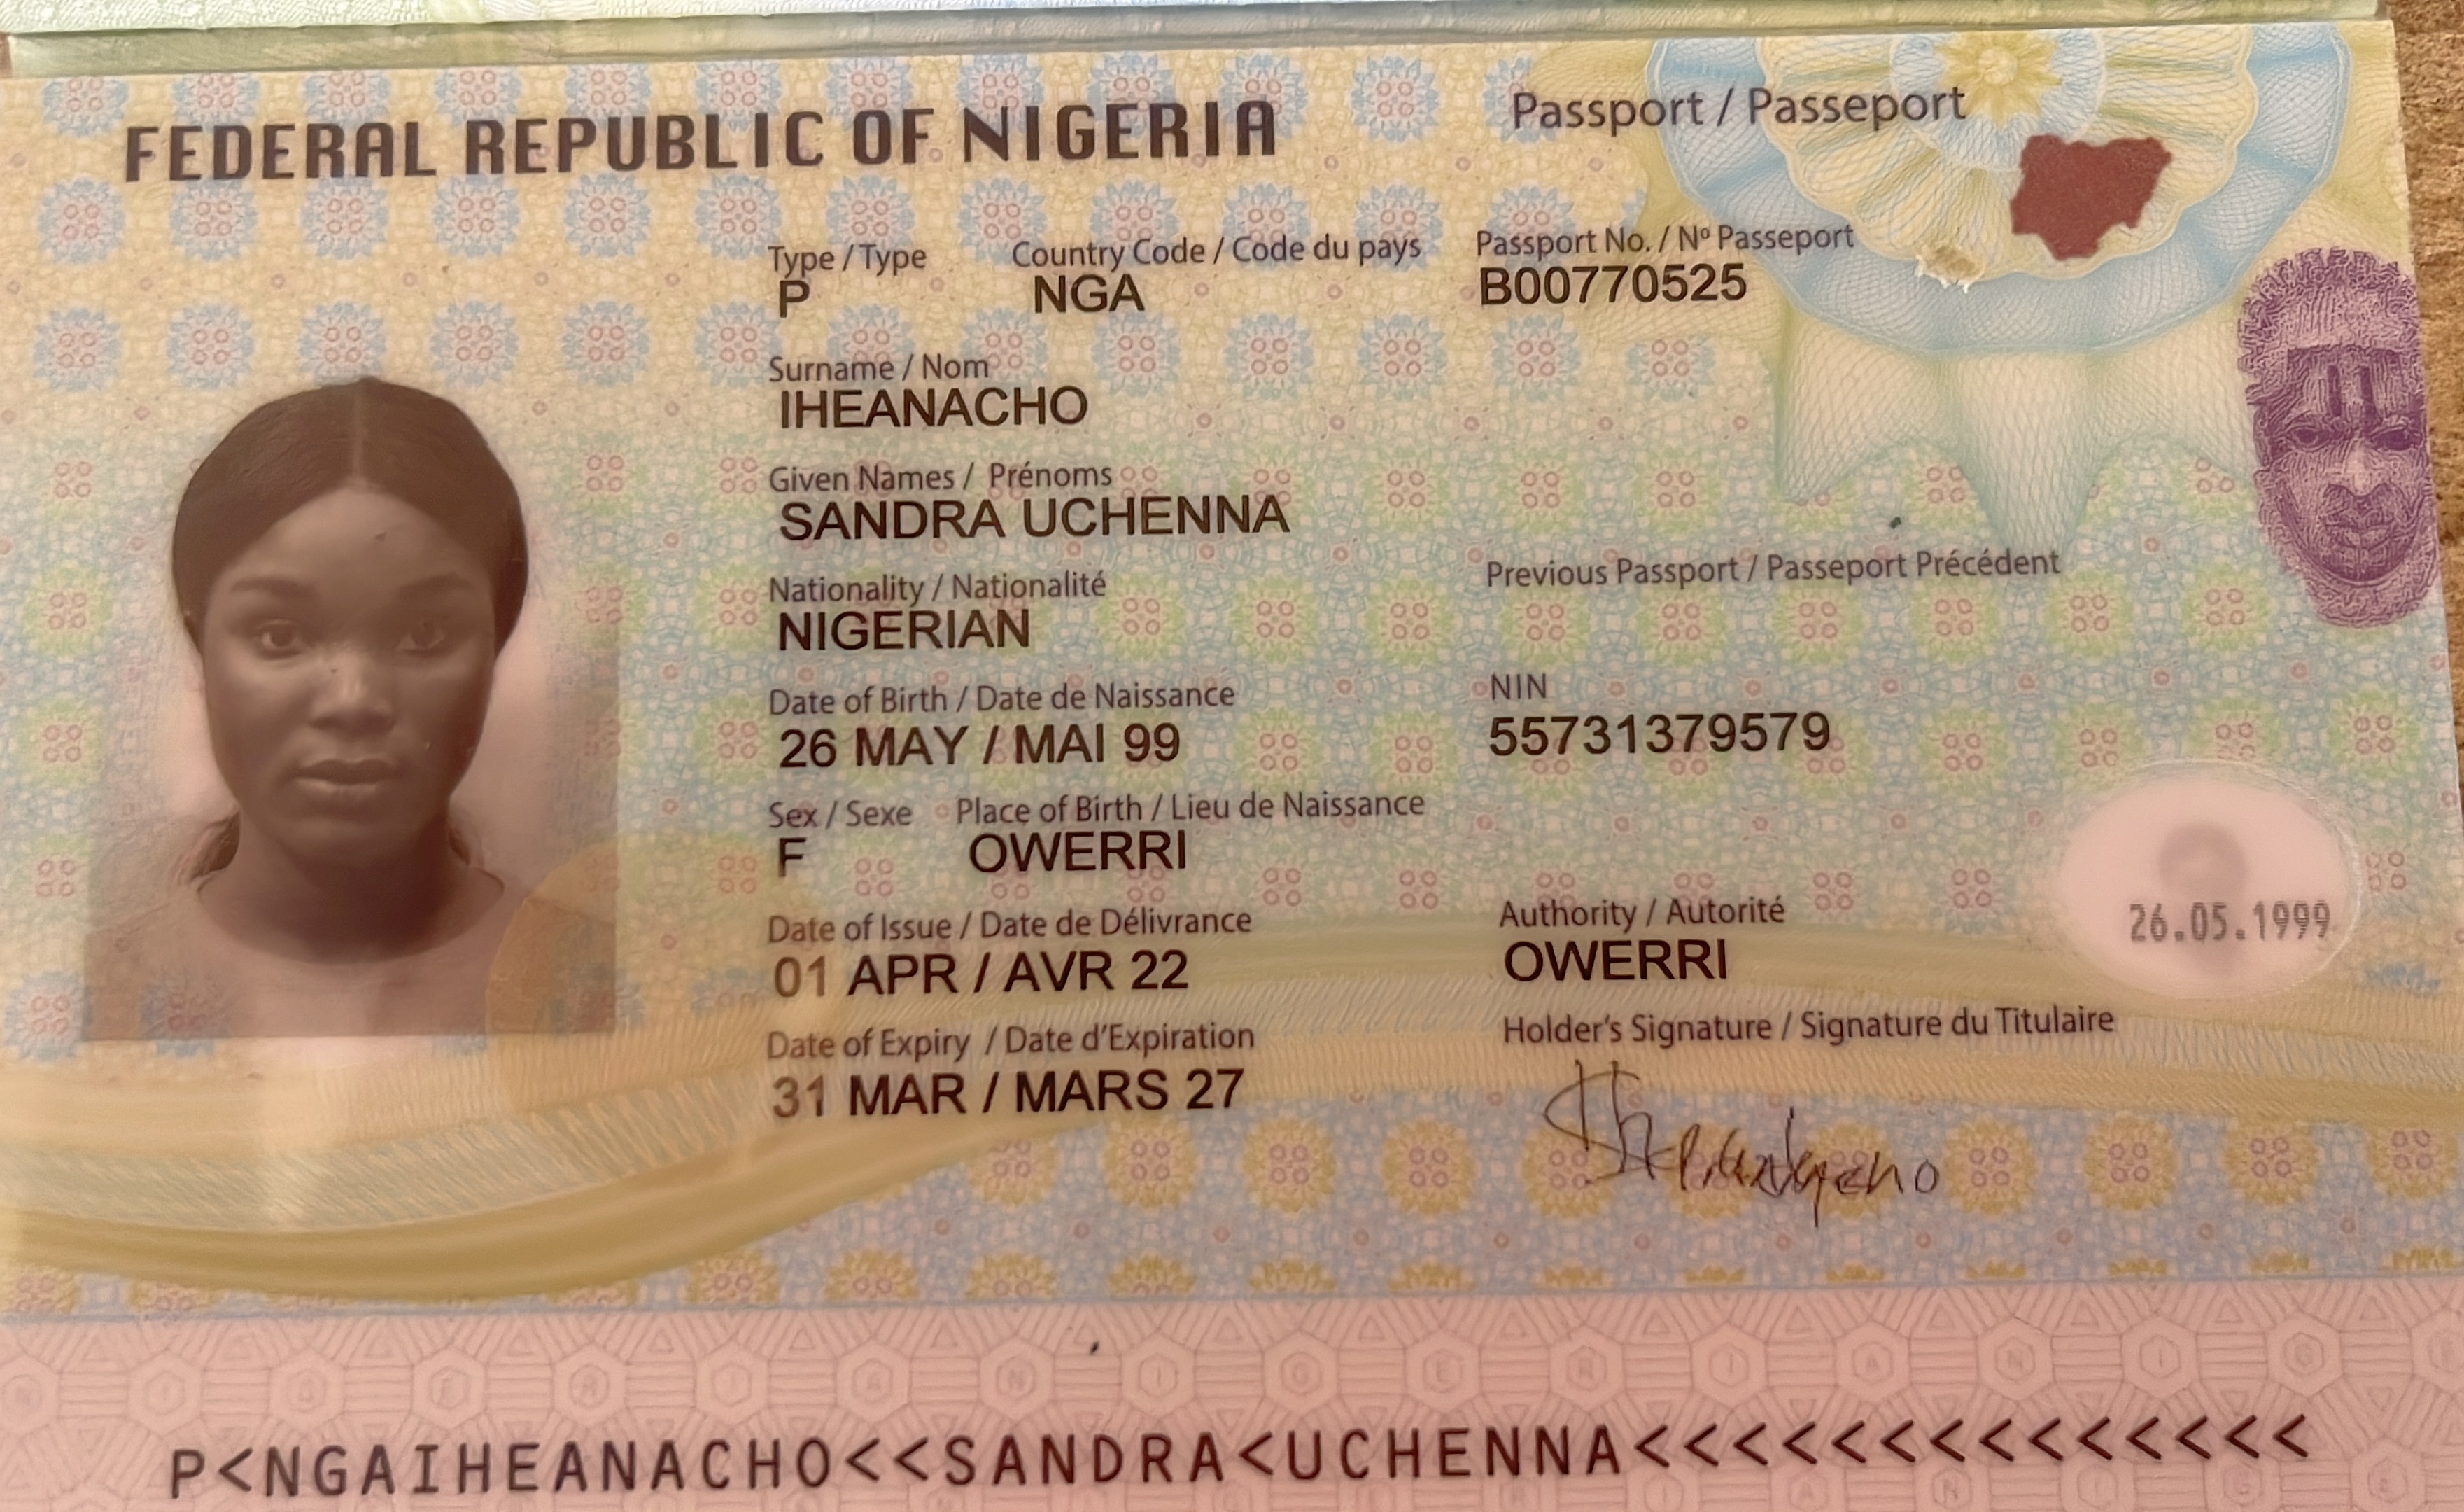 FEDERAL REPUBLIC OF NIGERIA
Passport / Passeport
Type / Type Country Code / Code du pays Passport No. / Nº Passeport
P NGA B00770525
Surname / Nom
IHEANACHO
Given Names / Prénoms
SANDRA UCHENNA
Nationality / Nationalité
NIGERIAN
Previous Passport / Passeport Précédent
Date of Birth / Date de Naissance
26 MAY / MAI 99
NIN
55731379579
Sex / Sexe Place of Birth / Lieu de Naissance
F OWERRI
Date of Issue / Date de Délivrance
01 APR / AVR 22
Authority / Autorité
OWERRI
26.05.1999
Date of Expiry / Date d'Expiration
31 MAR / MARS 27
Holder's Signature / Signature du Titulaire
P<NGAIHEANACHO<<SANDRA<UCHENNA<<<<<<<<<<<<<<